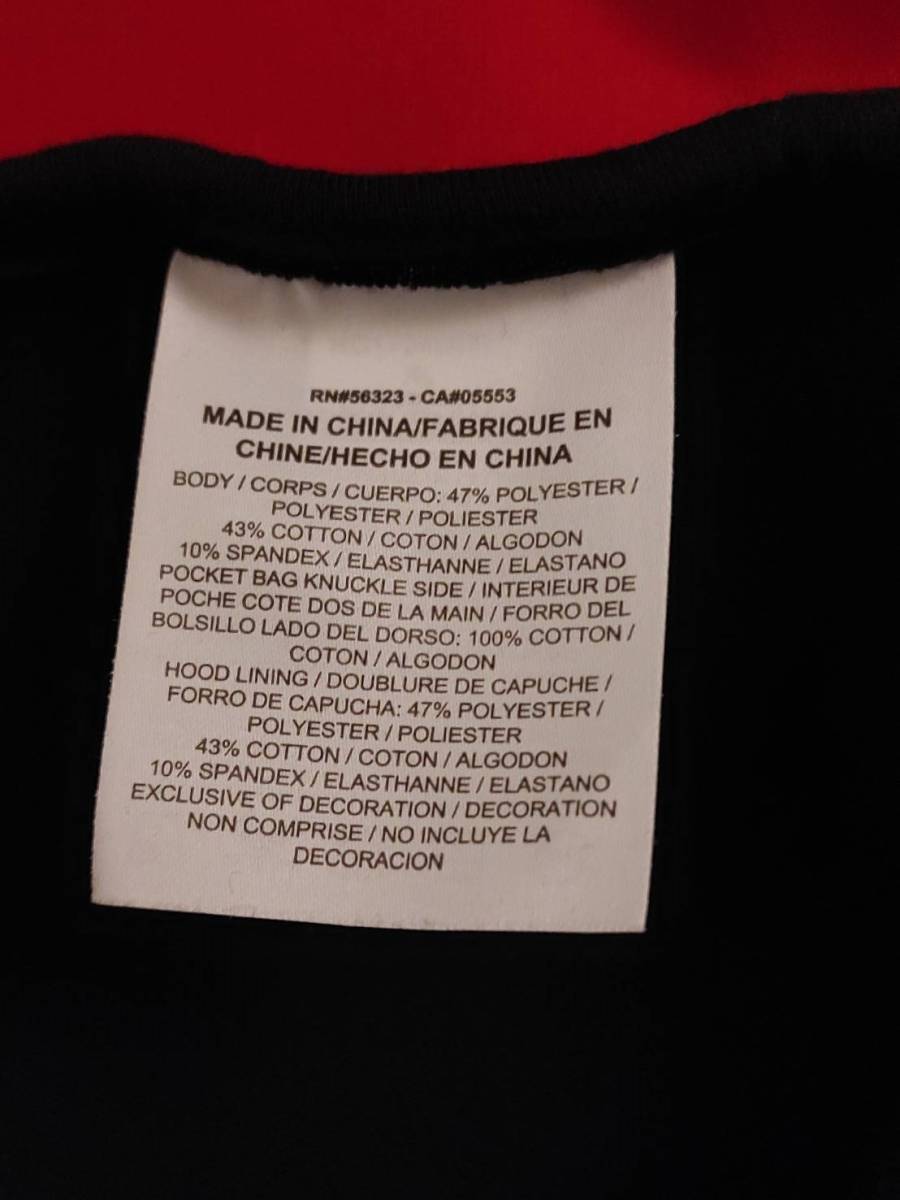 RN#56323 - CA#05553
MADE IN CHINA/FABRIQUE EN
CHINE/HECHO EN CHINA
BODY / CORPS / CUERPO: 47% POLYESTER /
POLYESTER / POLIESTER
43% COTTON / COTON / ALGODON
10% SPANDEX / ELASTHANNE / ELASTANO
POCKET BAG KNUCKLE SIDE / INTERIEUR DE
POCHE COTE DOS DE LA MAIN / FORRO DEL
BOLSILLO LADO DEL DORSO: 100% COTTON /
COTON / ALGODON
HOOD LINING / DOUBLURE DE CAPUCHE /
FORRO DE CAPUCHA: 47% POLYESTER /
POLYESTER / POLIESTER
43% COTTON / COTON / ALGODON
10% SPANDEX / ELASTHANNE / ELASTANO
EXCLUSIVE OF DECORATION / DECORATION
NON COMPRISE / NO INCLUYE LA
DECORACION